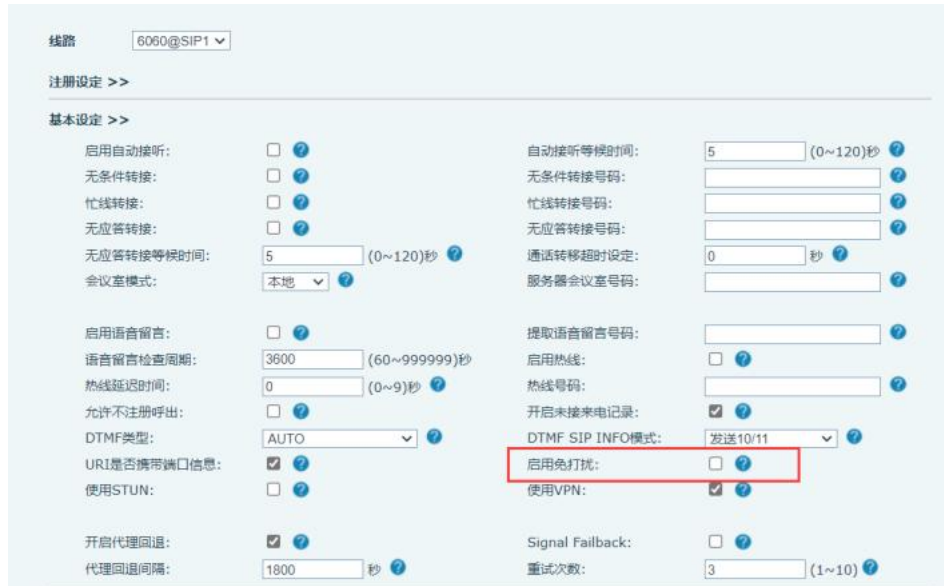 线路 6060@SIP1
注册设定 >>
基本设定 >>
启用自动接听: 自动接听等候时间: 5 (0~120)秒
无条件转接: 无条件转接号码:
忙线转接: 忙线转接号码:
无应答转接: 无应答转接号码:
无应答转接等候时间: 5 (0~120)秒 通话转移超时设定: 0 秒
会议室模式: 本地 服务器会议室号码:
启用语音留言: 提取语音留言号码:
语音留言检查周期: 3600 (60~999999)秒 启用热线:
热线延迟时间: 0 (0~9)秒 热线号码:
允许不注册呼出: 开启未接来电记录:
DTMF类型: AUTO DTMF SIP INFO模式: 发送10/11
URI是否携带端口信息: 启用免打扰:
使用STUN: 使用VPN:
开启代理回退: Signal Failback:
代理回退间隔: 1800 秒 重试次数: 3 (1~10)